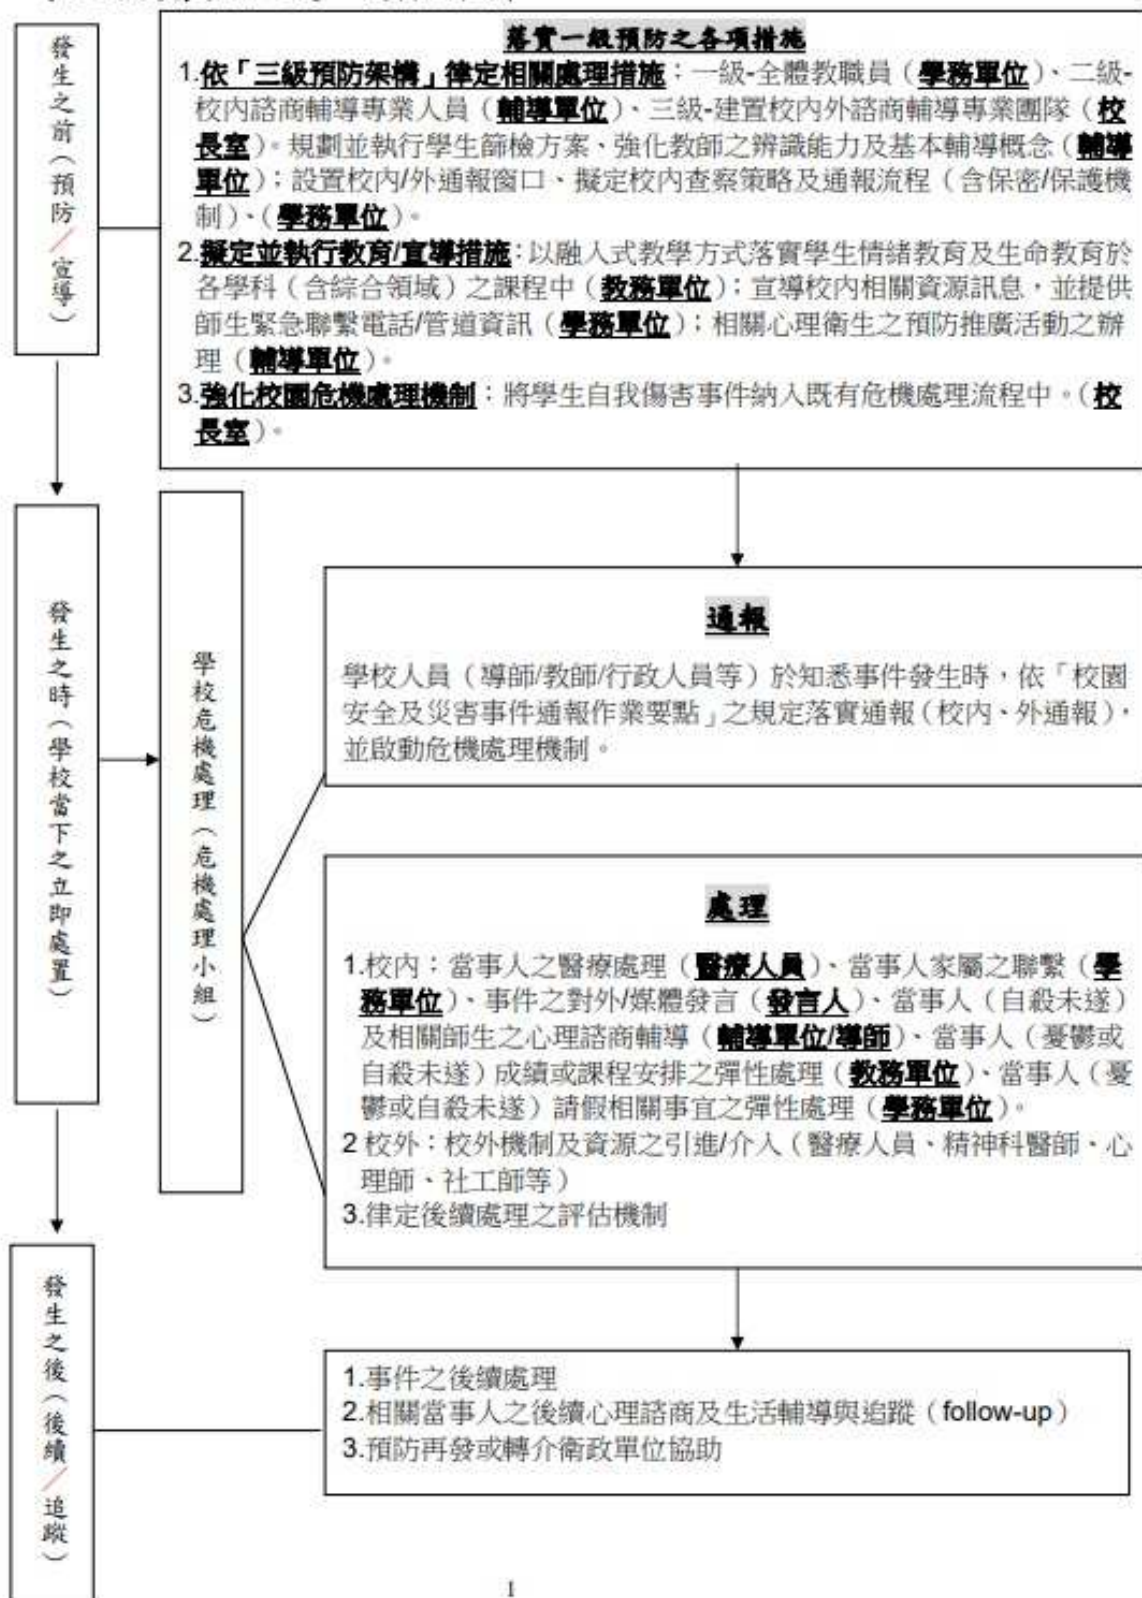 發生之前（預防／宣導）
落實一級預防之各項措施
1.依「三級預防架構」律定相關處理措施：一級-全體教職員（學務單位）、二級-
校內諮商輔導專業人員（輔導單位）、三級-建置校內外諮商輔導專業團隊（校
長室）。規劃並執行學生篩檢方案、強化教師之辨識能力及基本輔導概念（輔導
單位）；設置校內/外通報窗口、擬定校內查察策略及通報流程（含保密/保護機
制）、（學務單位）。
2.擬定並執行教育/宣導措施：以融入式教學方式落實學生情緒教育及生命教育於
各學科（含綜合領域）之課程中（教務單位）；宣導校內相關資源訊息，並提供
師生緊急聯繫電話/管道資訊（學務單位）；相關心理衛生之預防推廣活動之辦
理（輔導單位）。
3.強化校園危機處理機制：將學生自我傷害事件納入既有危機處理流程中。（校
長室）。
發生之時（學校當下之立即處置）
學校危機處理（危機處理小組）
通報
學校人員（導師/教師/行政人員等）於知悉事件發生時，依「校園
安全及災害事件通報作業要點」之規定落實通報（校內、外通報），
並啟動危機處理機制。
處理
1.校內：當事人之醫療處理（醫療人員）、當事人家屬之聯繫（學
務單位）、事件之對外/媒體發言（發言人）、當事人（自殺未遂）
及相關師生之心理諮商輔導（輔導單位/導師）、當事人（憂鬱或
自殺未遂）成績或課程安排之彈性處理（教務單位）、當事人（憂
鬱或自殺未遂）請假相關事宜之彈性處理（學務單位）。
2 校外：校外機制及資源之引進/介入（醫療人員、精神科醫師、心
理師、社工師等）
3.律定後續處理之評估機制
發生之後（後續／追蹤）
1.事件之後續處理
2.相關當事人之後續心理諮商及生活輔導與追蹤（follow-up）
3.預防再發或轉介衛政單位協助
1